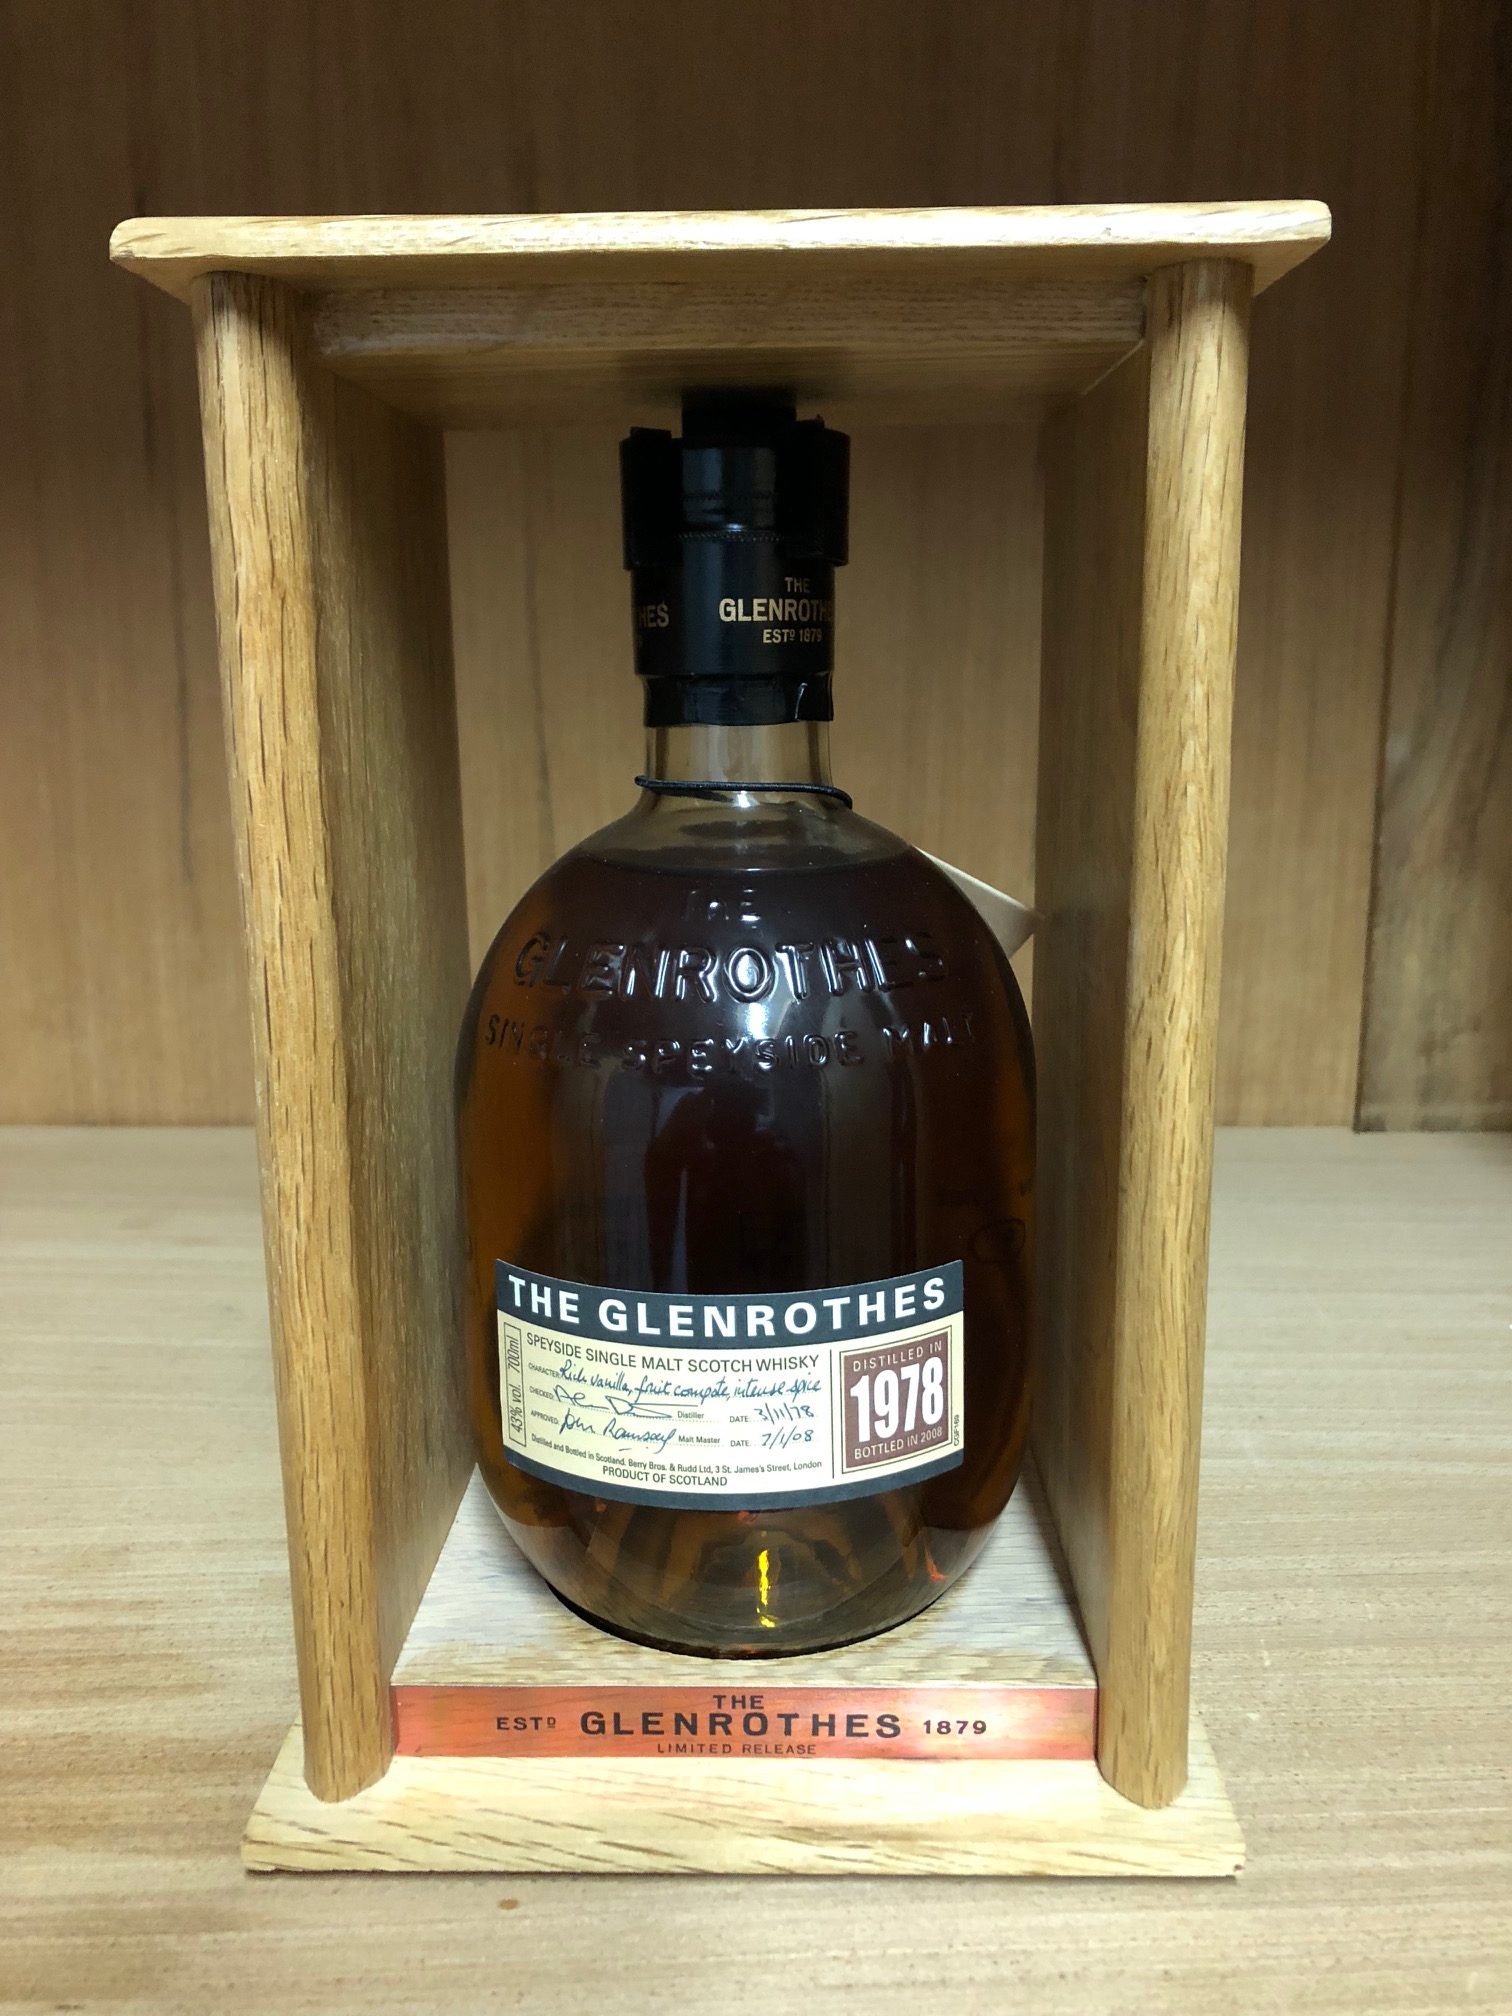 THE
GLENROTHES
ESTº 1879
HES
THE
GLENROTHES
SINGLE SPEYSIDE MALT
THE GLENROTHES
43% vol. 700ml
SPEYSIDE SINGLE MALT SCOTCH WHISKY
CHARACTER: Rich vanilla, fruit compote, intense spice
CHECKED: Distiller DATE: 3/11/78
APPROVED: John Ramsay Malt Master DATE: 7/1/08
Distilled and Bottled in Scotland. Berry Bros. & Rudd Ltd, 3 St. James's Street, London
PRODUCT OF SCOTLAND
DISTILLED IN
1978
BOTTLED IN 2008
CGF169
THE
ESTD GLENROTHES 1879
LIMITED RELEASE